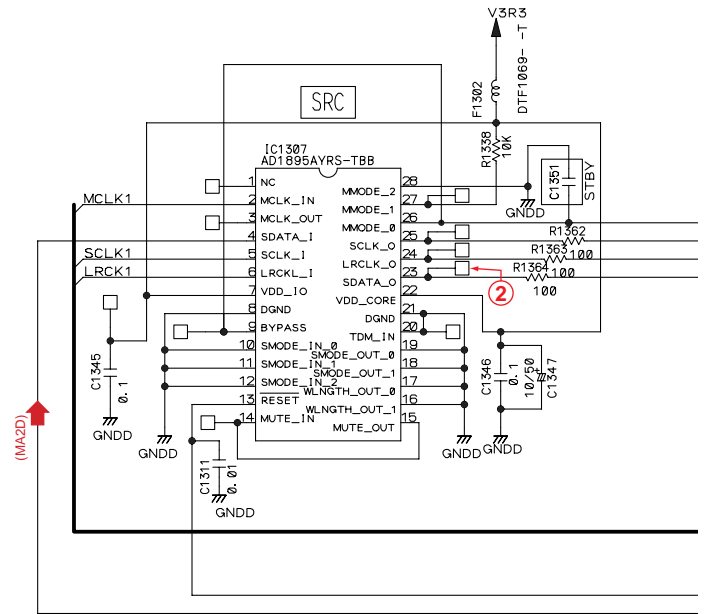 V3R3
F1302
DTF1069- -T
SRC
IC1307
AD1895AYRS-TBB
R1338
10K
C1351
STBY
GNDD
MCLK1
SCLK1
LRCK1
1 NC
2 MCLK_IN
3 MCLK_OUT
4 SDATA_I
5 SCLK_I
6 LRCKL_I
7 VDD_IO
8 DGND
9 BYPASS
10 SMODE_IN_0
11 SMODE_IN_1
12 SMODE_IN_2
13 RESET
14 MUTE_IN
MMODE_2 28
MMODE_1 27
MMODE_0 26
SCLK_O 25
LRCLK_O 24
SDATA_O 23
VDD_CORE 22
DGND 21
TDM_IN 20
SMODE_OUT_0 19
SMODE_OUT_1 18
WLNGTH_OUT_0 17
WLNGTH_OUT_1 16
MUTE_OUT 15
R1362
100
R1363
100
R1364
100
2
C1345
0.1
GNDD
GNDD
C1311
0.01
GNDD
GNDD
C1346
0.1
10/50
+
C1347
GNDD
(MA2D)